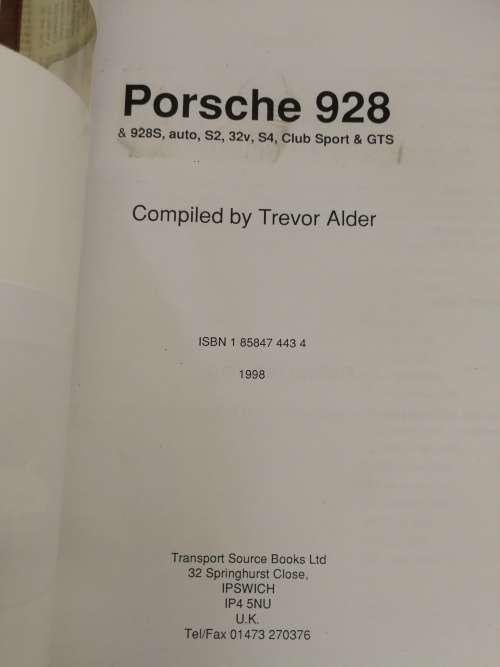 Porsche 928
& 928S, auto, S2, 32v, S4, Club Sport & GTS
Compiled by Trevor Alder
ISBN 1 85847 443 4
1998
Transport Source Books Ltd
32 Springhurst Close,
IPSWICH
IP4 5NU
U.K.
Tel/Fax 01473 270376